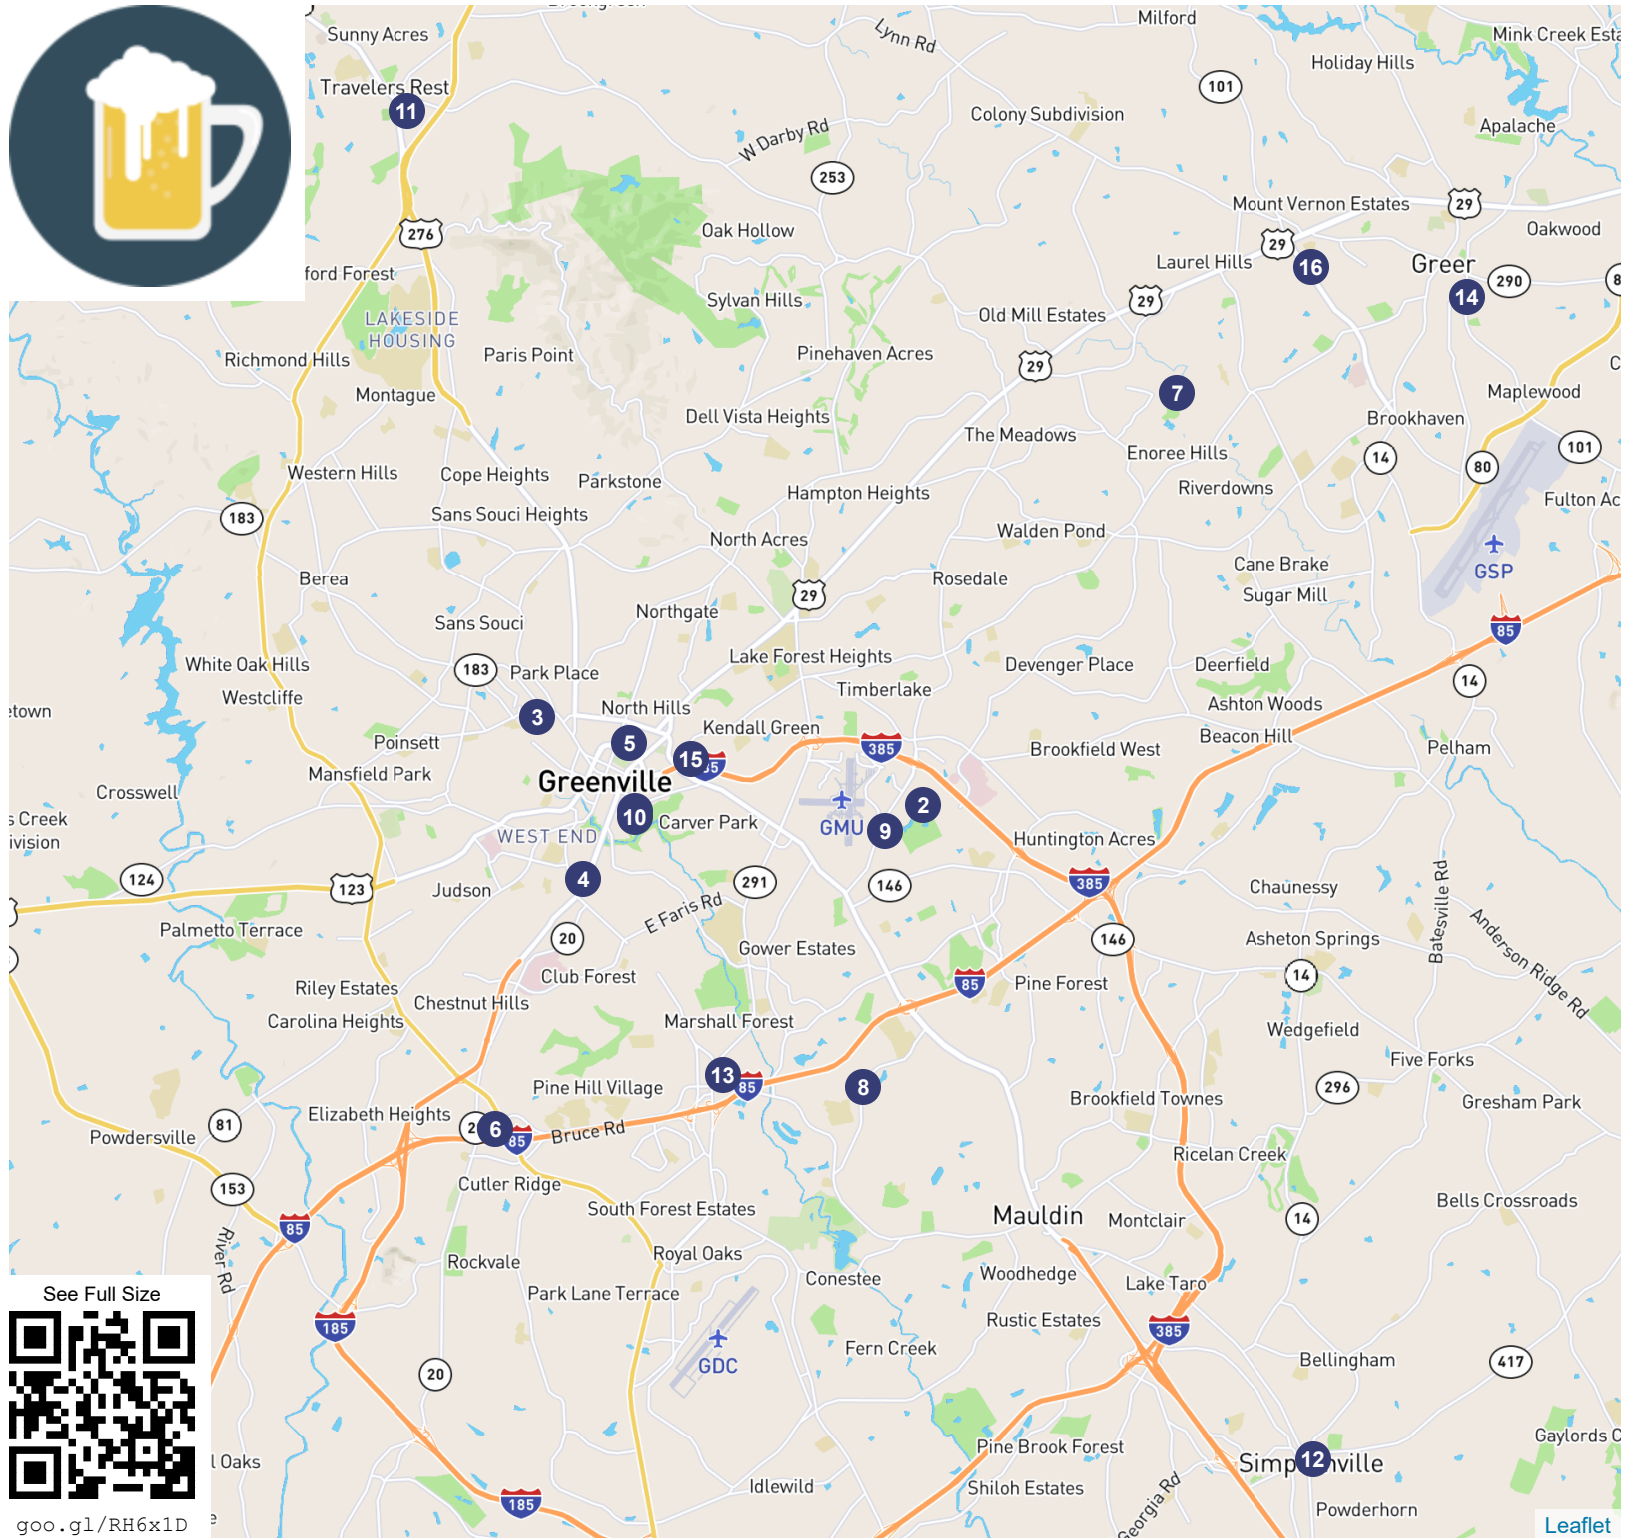 Sunny Acres
Lynn Rd
Milford
Mink Creek Esta
Holiday Hills
Travelers Rest
11
101
Colony Subdivision
Apalache
W Darby Rd
253
Mount Vernon Estates
29
276
Oak Hollow
29
Oakwood
ford Forest
Laurel Hills
16
Greer
290
8
14
Sylvan Hills
29
Old Mill Estates
LAKESIDE
HOUSING
Richmond Hills
Paris Point
Pinehaven Acres
29
C
Montague
7
Maplewood
Dell Vista Heights
The Meadows
Brookhaven
Enoree Hills
14
80
101
Western Hills
Cope Heights
Parkstone
Hampton Heights
Riverdowns
Fulton Ac
183
Sans Souci Heights
North Acres
Walden Pond
GSP
Berea
Rosedale
Cane Brake
29
Sugar Mill
Northgate
Sans Souci
85
White Oak Hills
183
Park Place
Lake Forest Heights
Devenger Place
Deerfield
14
Westcliffe
Timberlake
etown
3
North Hills
Ashton Woods
Kendall Green
Poinsett
5
385
Brookfield West
Beacon Hill
Pelham
15
85
Mansfield Park
Greenville
Crosswell
s Creek
ivision
10
Carver Park
GMU
9
2
WEST END
Huntington Acres
124
123
Judson
4
291
146
385
Chaunessy
Batesville Rd
E Faris Rd
Palmetto Terrace
20
Gower Estates
146
Asheton Springs
Anderson Ridge Rd
Club Forest
14
Riley Estates
Chestnut Hills
85
Pine Forest
Carolina Heights
Marshall Forest
Wedgefield
Five Forks
13
85
8
Pine Hill Village
296
Elizabeth Heights
Brookfield Townes
Gresham Park
81
Powdersville
2
6
85
Bruce Rd
Ricelan Creek
153
Cutler Ridge
South Forest Estates
Bells Crossroads
85
Mauldin
Montclair
14
River Rd
Rockvale
Royal Oaks
Conestee
Woodhedge
Lake Taro
See Full Size
Park Lane Terrace
185
Rustic Estates
385
GDC
Fern Creek
Bellingham
417
20
l Oaks
Pine Brook Forest
Gaylords C
Simp
12
nville
Idlewild
Shiloh Estates
185
Georgia Rd
Powderhorn
goo.gl/RH6x1D
e
Leaflet